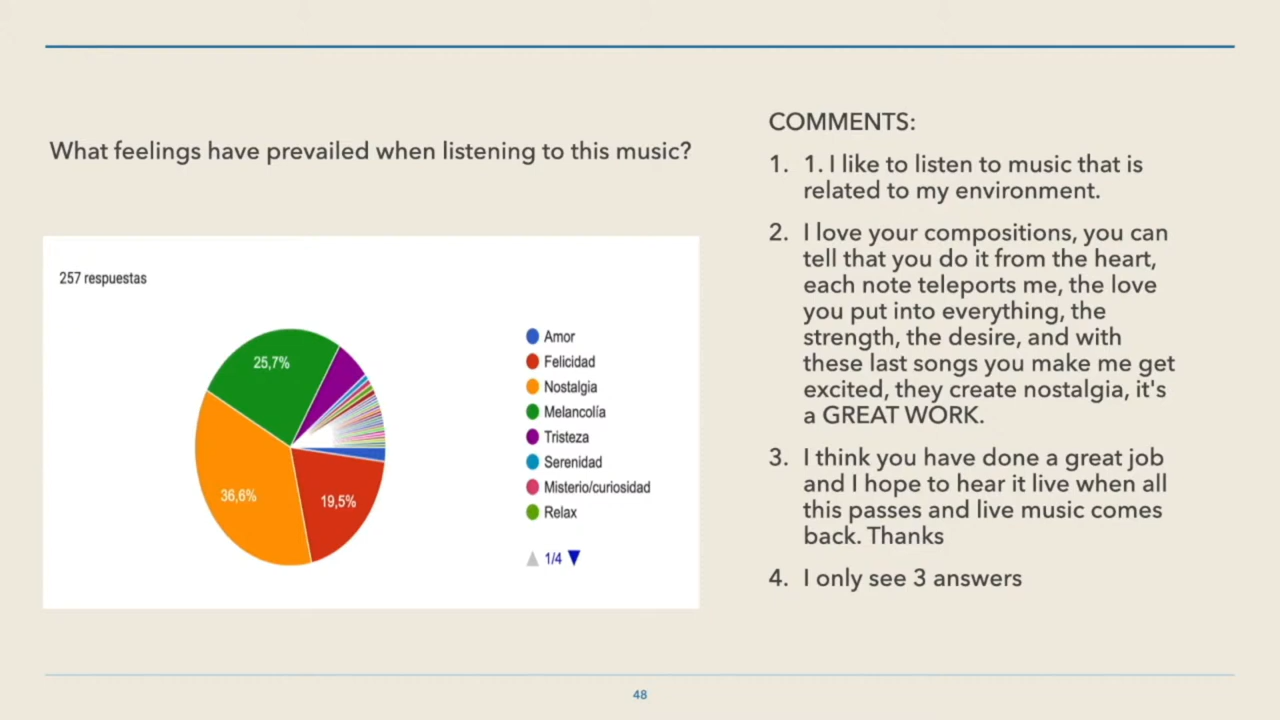 What feelings have prevailed when listening to this music?
257 respuestas
25,7%
36,6%
19,5%
Amor
Felicidad
Nostalgia
Melancolía
Tristeza
Serenidad
Misterio/curiosidad
Relax
1/4
COMMENTS:
1. 1. I like to listen to music that is
related to my environment.
2. I love your compositions, you can
tell that you do it from the heart,
each note teleports me, the love
you put into everything, the
strength, the desire, and with
these last songs you make me get
excited, they create nostalgia, it's
a GREAT WORK.
3. I think you have done a great job
and I hope to hear it live when all
this passes and live music comes
back. Thanks
4. I only see 3 answers
48